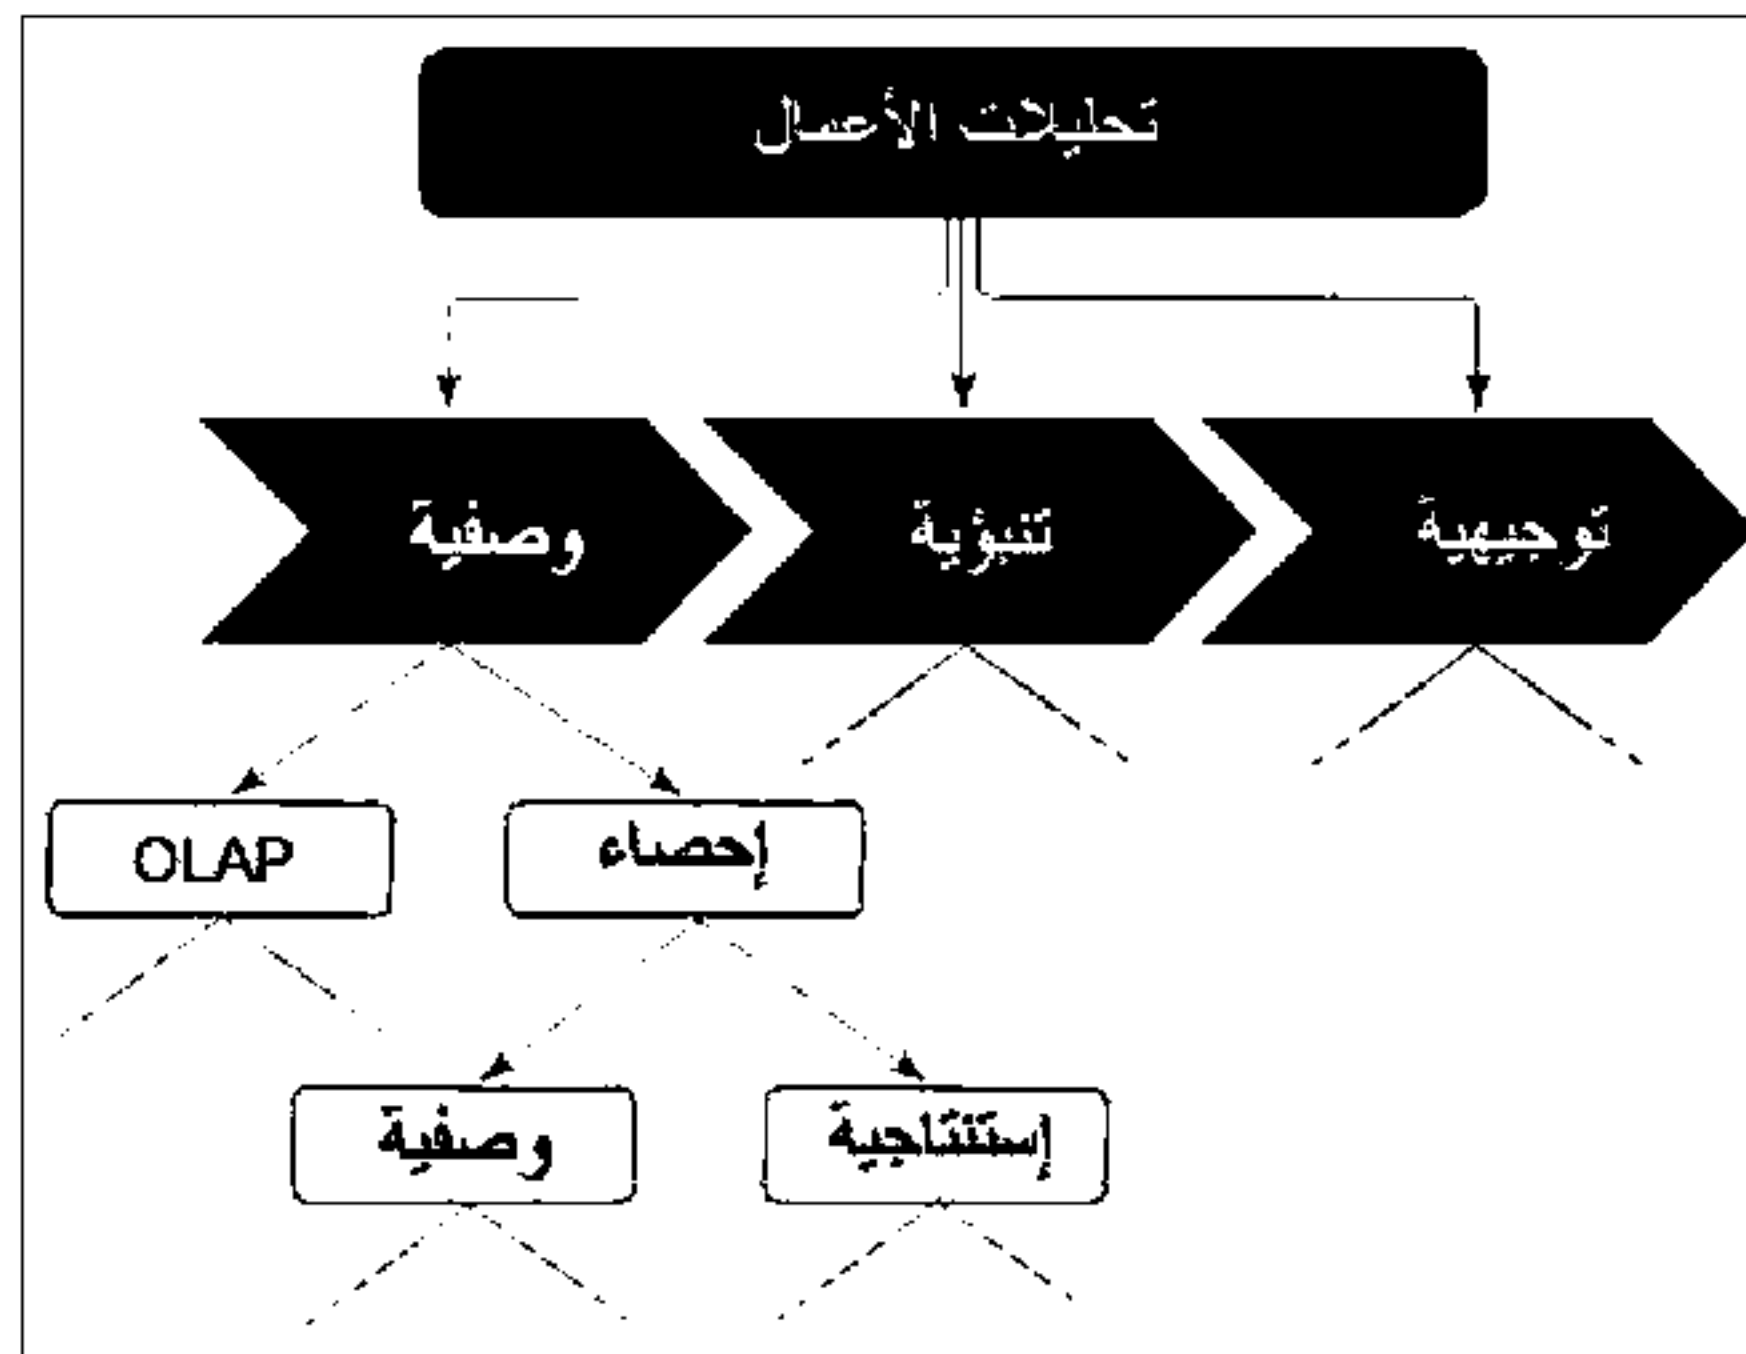 تحليلات الأعمال
وصفية
تنبؤية
توجيهية
OLAP
إحصاء
وصفية
إستنتاجية